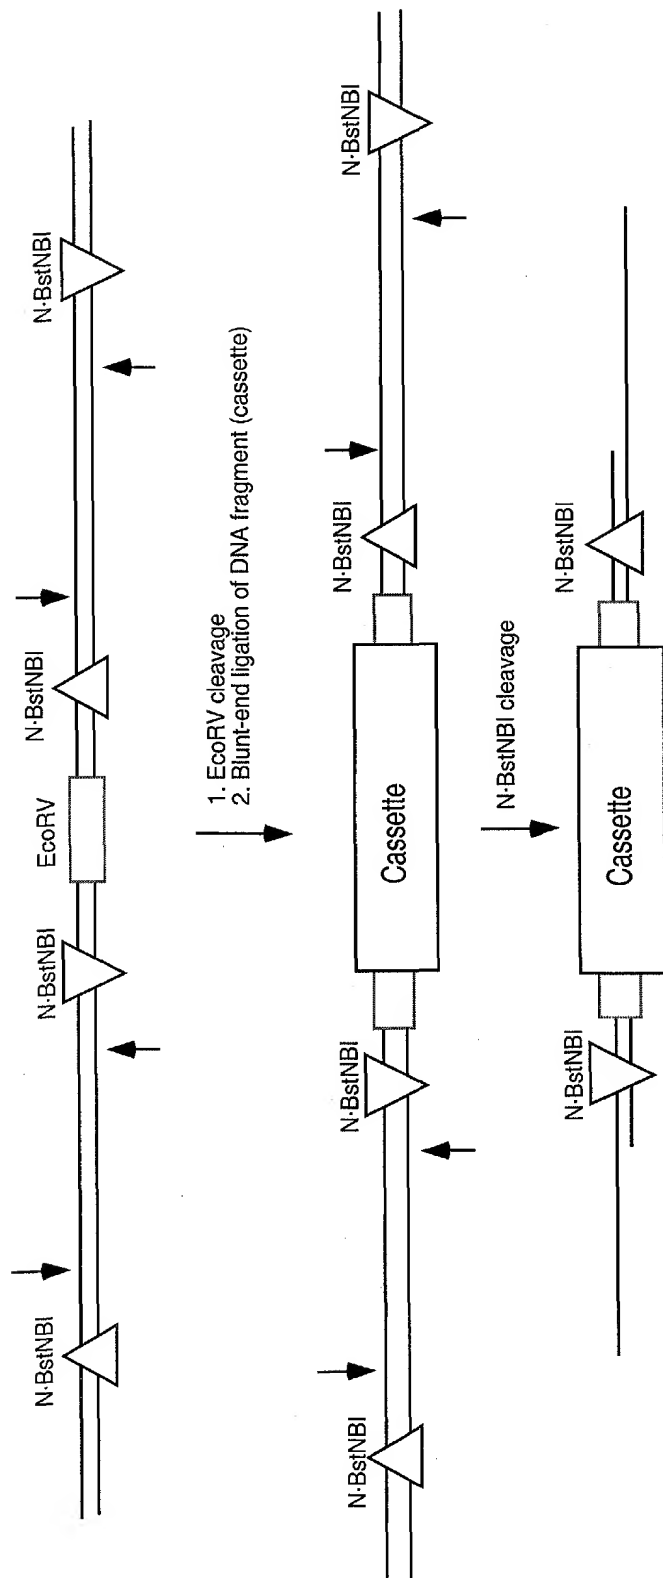 N·BstNBI
N·BstNBI
EcoRV
N·BstNBI
N·BstNBI
1. EcoRV cleavage
2. Blunt-end ligation of DNA fragment (cassette)
N·BstNBI
N·BstNBI
Cassette
N·BstNBI
N·BstNBI
N·BstNBI cleavage
N·BstNBI
Cassette
N·BstNBI